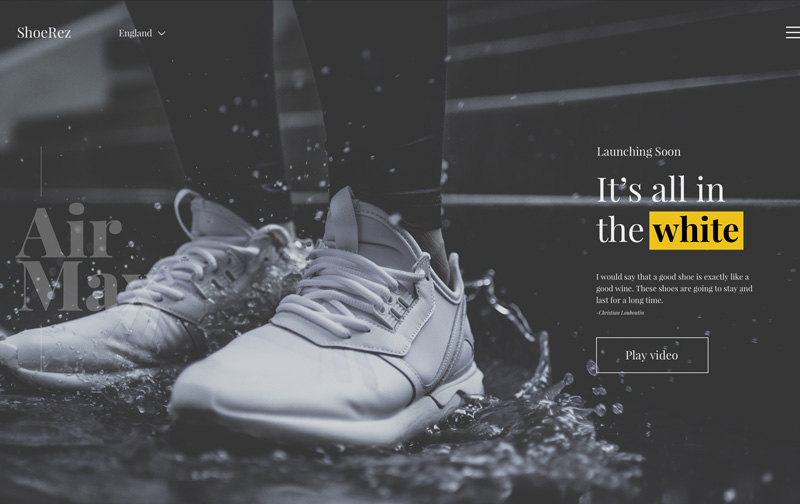 ShoeRez
England
Launching Soon
It's all in
the white
I would say that a good shoe is exactly like a
good wine. These shoes are going to stay and
last for a long time.
-Christian Louboutin
Play video
Air
Max